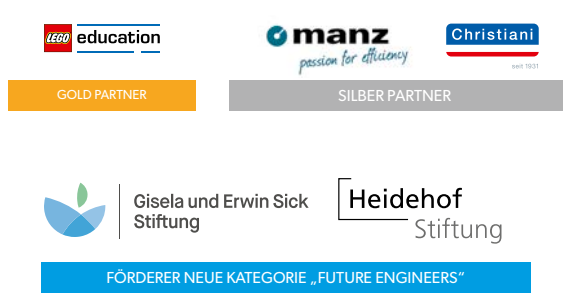 LEGO education
manz
passion for efficiency
Christiani
seit 1931
GOLD PARTNER
SILBER PARTNER
Gisela und Erwin Sick
Stiftung
Heidehof
Stiftung
FÖRDERER NEUE KATEGORIE „FUTURE ENGINEERS“